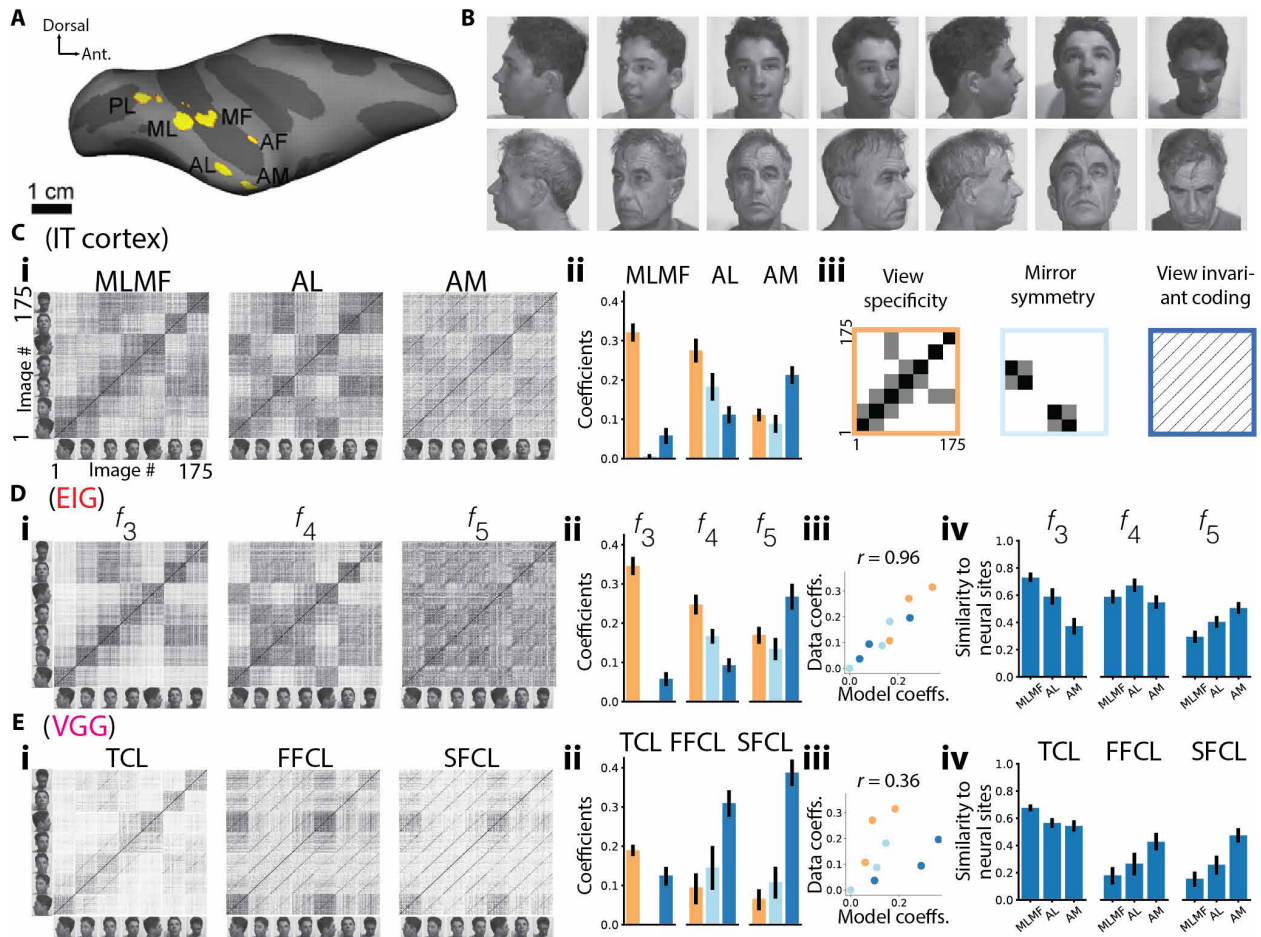 A
Dorsal
Ant.
PL
ML
MF
AF
AL
AM
1 cm
B
C (IT cortex)
i
MLMF AL AM
175
Image #
1
1 Image # 175
ii
MLMF AL AM
Coefficients
0.4
0.3
0.2
0.1
0.0
iii
View
specificity
175
1
1 175
Mirror
symmetry
View invari-
ant coding
D (EIG)
i
f3 f4 f5
ii
f3 f4 f5
Coefficients
0.4
0.3
0.2
0.1
0.0
iii
r = 0.96
Data coeffs.
0.3
0.2
0.1
0.0
0.0 0.2
Model coeffs.
iv
f3 f4 f5
Similarity to
neural sites
1.0
0.8
0.6
0.4
0.2
0.0
MLMF AL AM MLMF AL AM MLMF AL AM
E (VGG)
i
TCL FFCL SFCL
ii
TCL FFCL SFCL
Coefficients
0.4
0.3
0.2
0.1
0.0
iii
r = 0.36
Data coeffs.
0.3
0.2
0.1
0.0
0.0 0.2
Model coeffs.
iv
TCL FFCL SFCL
Similarity to
neural sites
1.0
0.8
0.6
0.4
0.2
0.0
MLMF AL AM MLMF AL AM MLMF AL AM